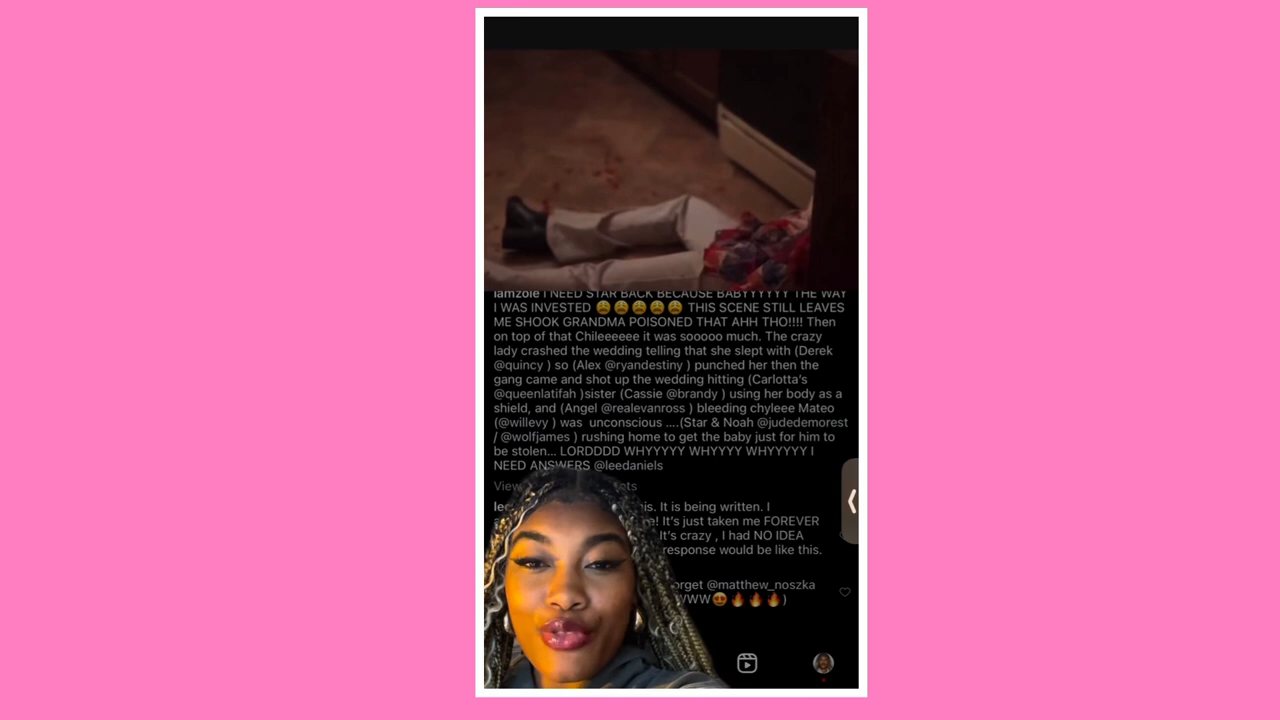 iamzoie I NEED STAR BACK BECAUSE BABYYYYYY THE WAY
I WAS INVESTED 😩😩😩😩😩 THIS SCENE STILL LEAVES
ME SHOOK GRANDMA POISONED THAT AHH THO!!!! Then
on top of that Chileeeeee it was sooooo much. The crazy
lady crashed the wedding telling that she slept with (Derek
@quincy ) so (Alex @ryandestiny ) punched her then the
gang came and shot up the wedding hitting (Carlotta's
@queenlatifah )sister (Cassie @brandy ) using her body as a
shield, and (Angel @realevanross ) bleeding chyleee Mateo
(@willevy ) was unconscious ....(Star & Noah @judedemorest
/ @wolfjames ) rushing home to get the baby just for him to
be stolen... LORDDDD WHYYYYY WHYYYY WHYYYYY I
NEED ANSWERS @leedaniels
View
is. It is being written. I
e! It's just taken me FOREVER
It's crazy , I had NO IDEA
response would be like this.
orget @matthew_noszka
WW😍🔥🔥🔥)